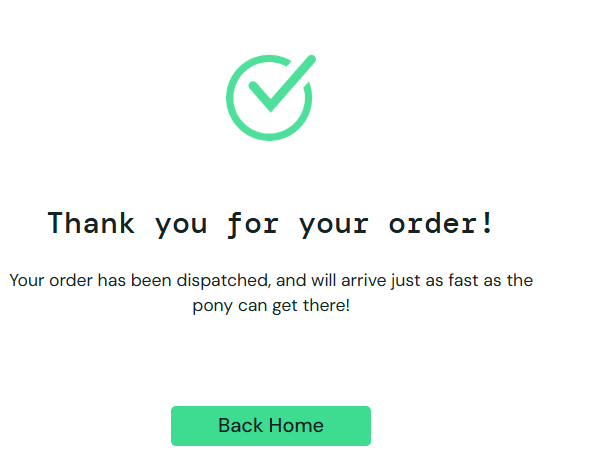 Thank you for your order!
Your order has been dispatched, and will arrive just as fast as the
pony can get there!
Back Home